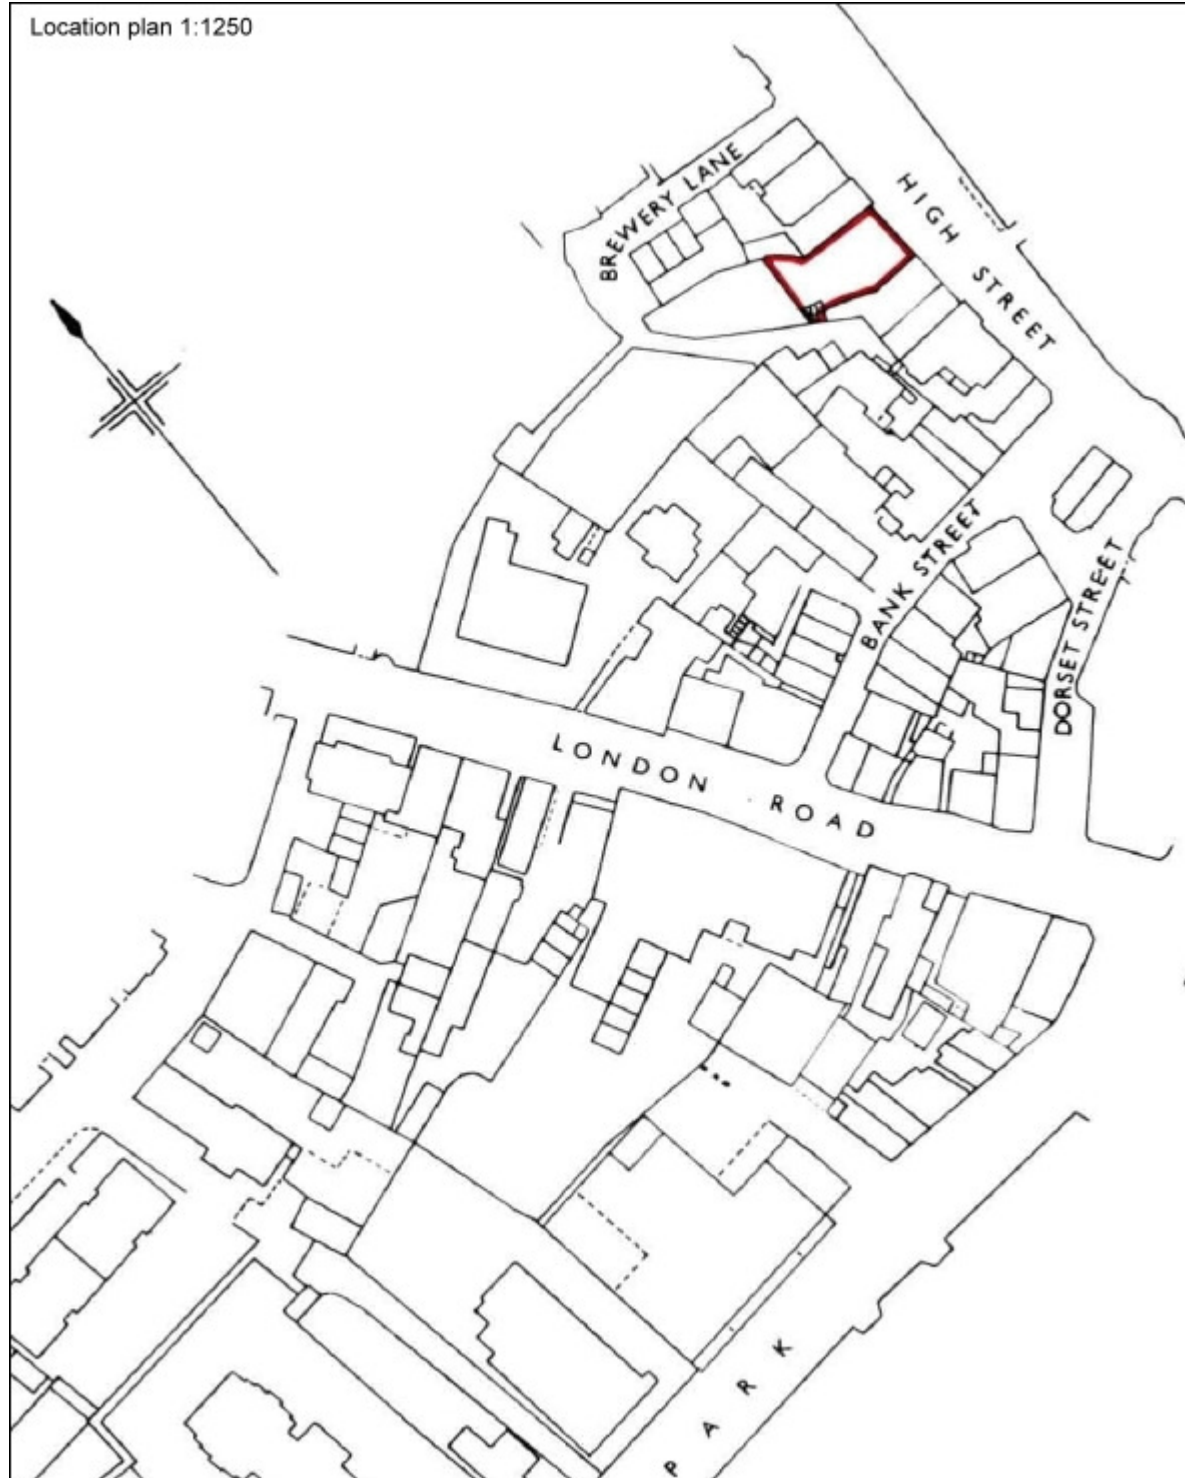 Location plan 1:1250
BREWERY LANE
HIGH STREET
BANK STREET
DORSET STREET
LONDON ROAD
PARK